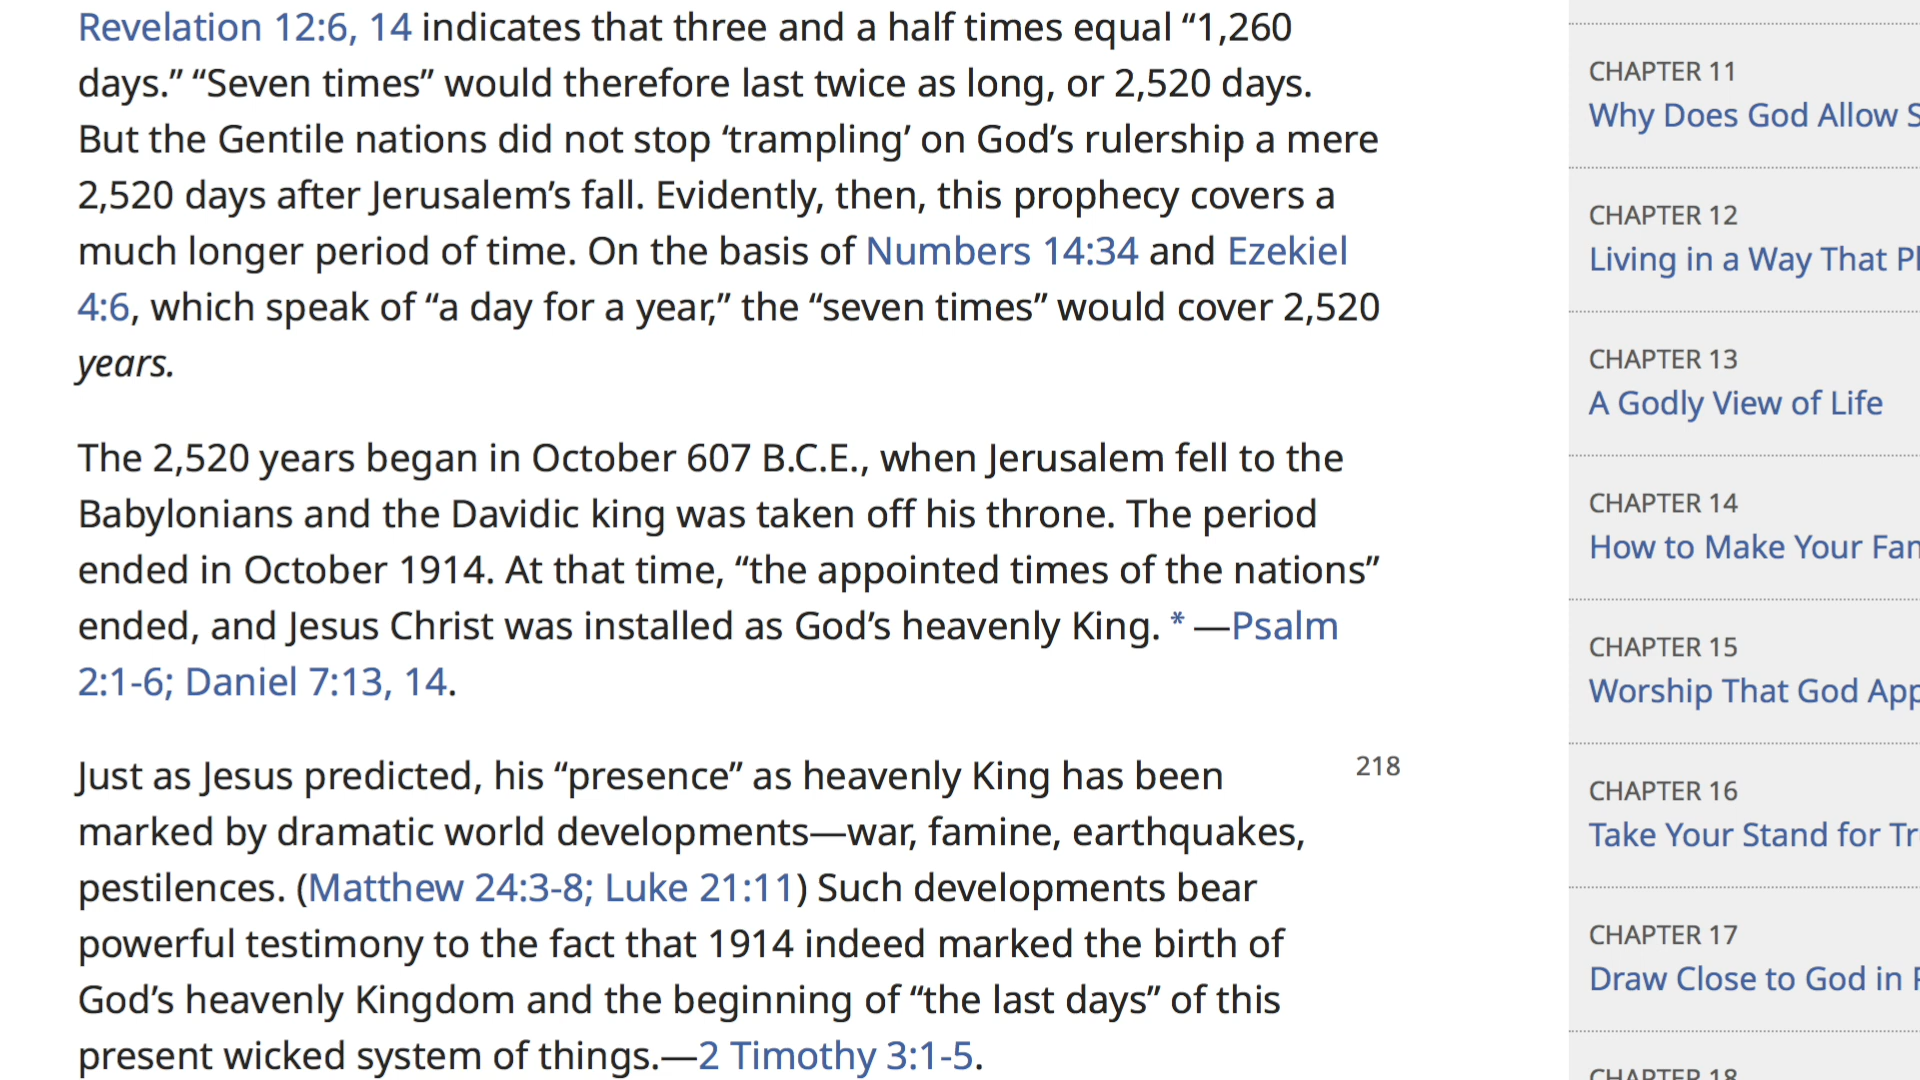 Revelation 12:6, 14 indicates that three and a half times equal “1,260
days.” “Seven times” would therefore last twice as long, or 2,520 days.
But the Gentile nations did not stop ‘trampling’ on God’s rulership a mere
2,520 days after Jerusalem’s fall. Evidently, then, this prophecy covers a
much longer period of time. On the basis of Numbers 14:34 and Ezekiel
4:6, which speak of “a day for a year,” the “seven times” would cover 2,520
years.
The 2,520 years began in October 607 B.C.E., when Jerusalem fell to the
Babylonians and the Davidic king was taken off his throne. The period
ended in October 1914. At that time, “the appointed times of the nations”
ended, and Jesus Christ was installed as God’s heavenly King. * —Psalm
2:1-6; Daniel 7:13, 14.
218
Just as Jesus predicted, his “presence” as heavenly King has been
marked by dramatic world developments—war, famine, earthquakes,
pestilences. (Matthew 24:3-8; Luke 21:11) Such developments bear
powerful testimony to the fact that 1914 indeed marked the birth of
God’s heavenly Kingdom and the beginning of “the last days” of this
present wicked system of things.—2 Timothy 3:1-5.
CHAPTER 11
Why Does God Allow S
CHAPTER 12
Living in a Way That Pl
CHAPTER 13
A Godly View of Life
CHAPTER 14
How to Make Your Fam
CHAPTER 15
Worship That God App
CHAPTER 16
Take Your Stand for Tr
CHAPTER 17
Draw Close to God in P
CHAPTER 18